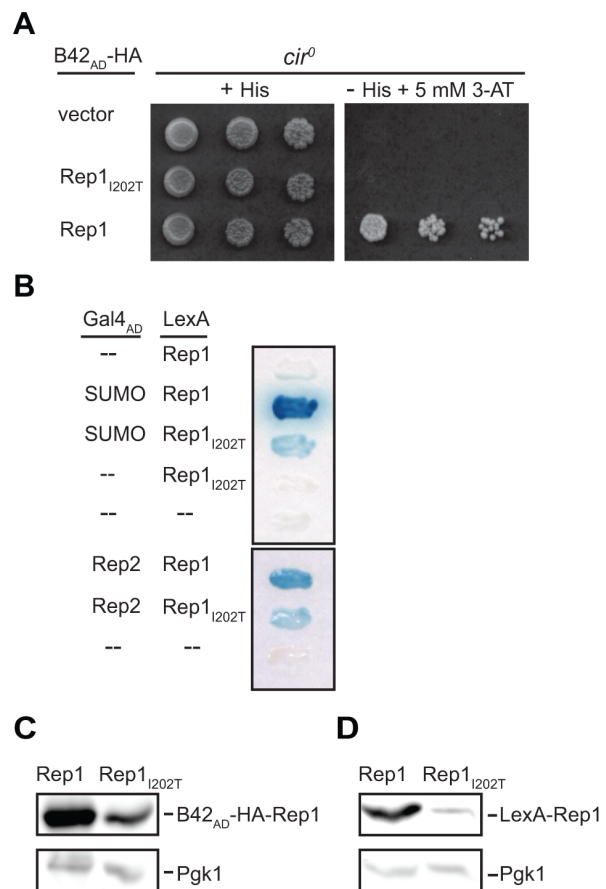 A
B42AD-HA cir0
+ His - His + 5 mM 3-AT
vector
Rep1I202T
Rep1
B
Gal4AD LexA
-- Rep1
SUMO Rep1
SUMO Rep1I202T
-- Rep1I202T
-- --
Rep2 Rep1
Rep2 Rep1I202T
-- --
C D
Rep1 Rep1I202T Rep1 Rep1I202T
-B42AD-HA-Rep1 -LexA-Rep1
-Pgk1 -Pgk1